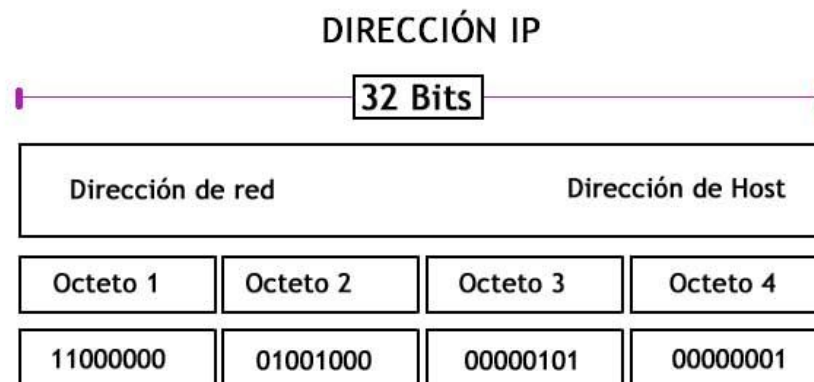 DIRECCIÓN IP
32 Bits
Dirección de red Dirección de Host
Octeto 1 Octeto 2 Octeto 3 Octeto 4
11000000 01001000 00000101 00000001